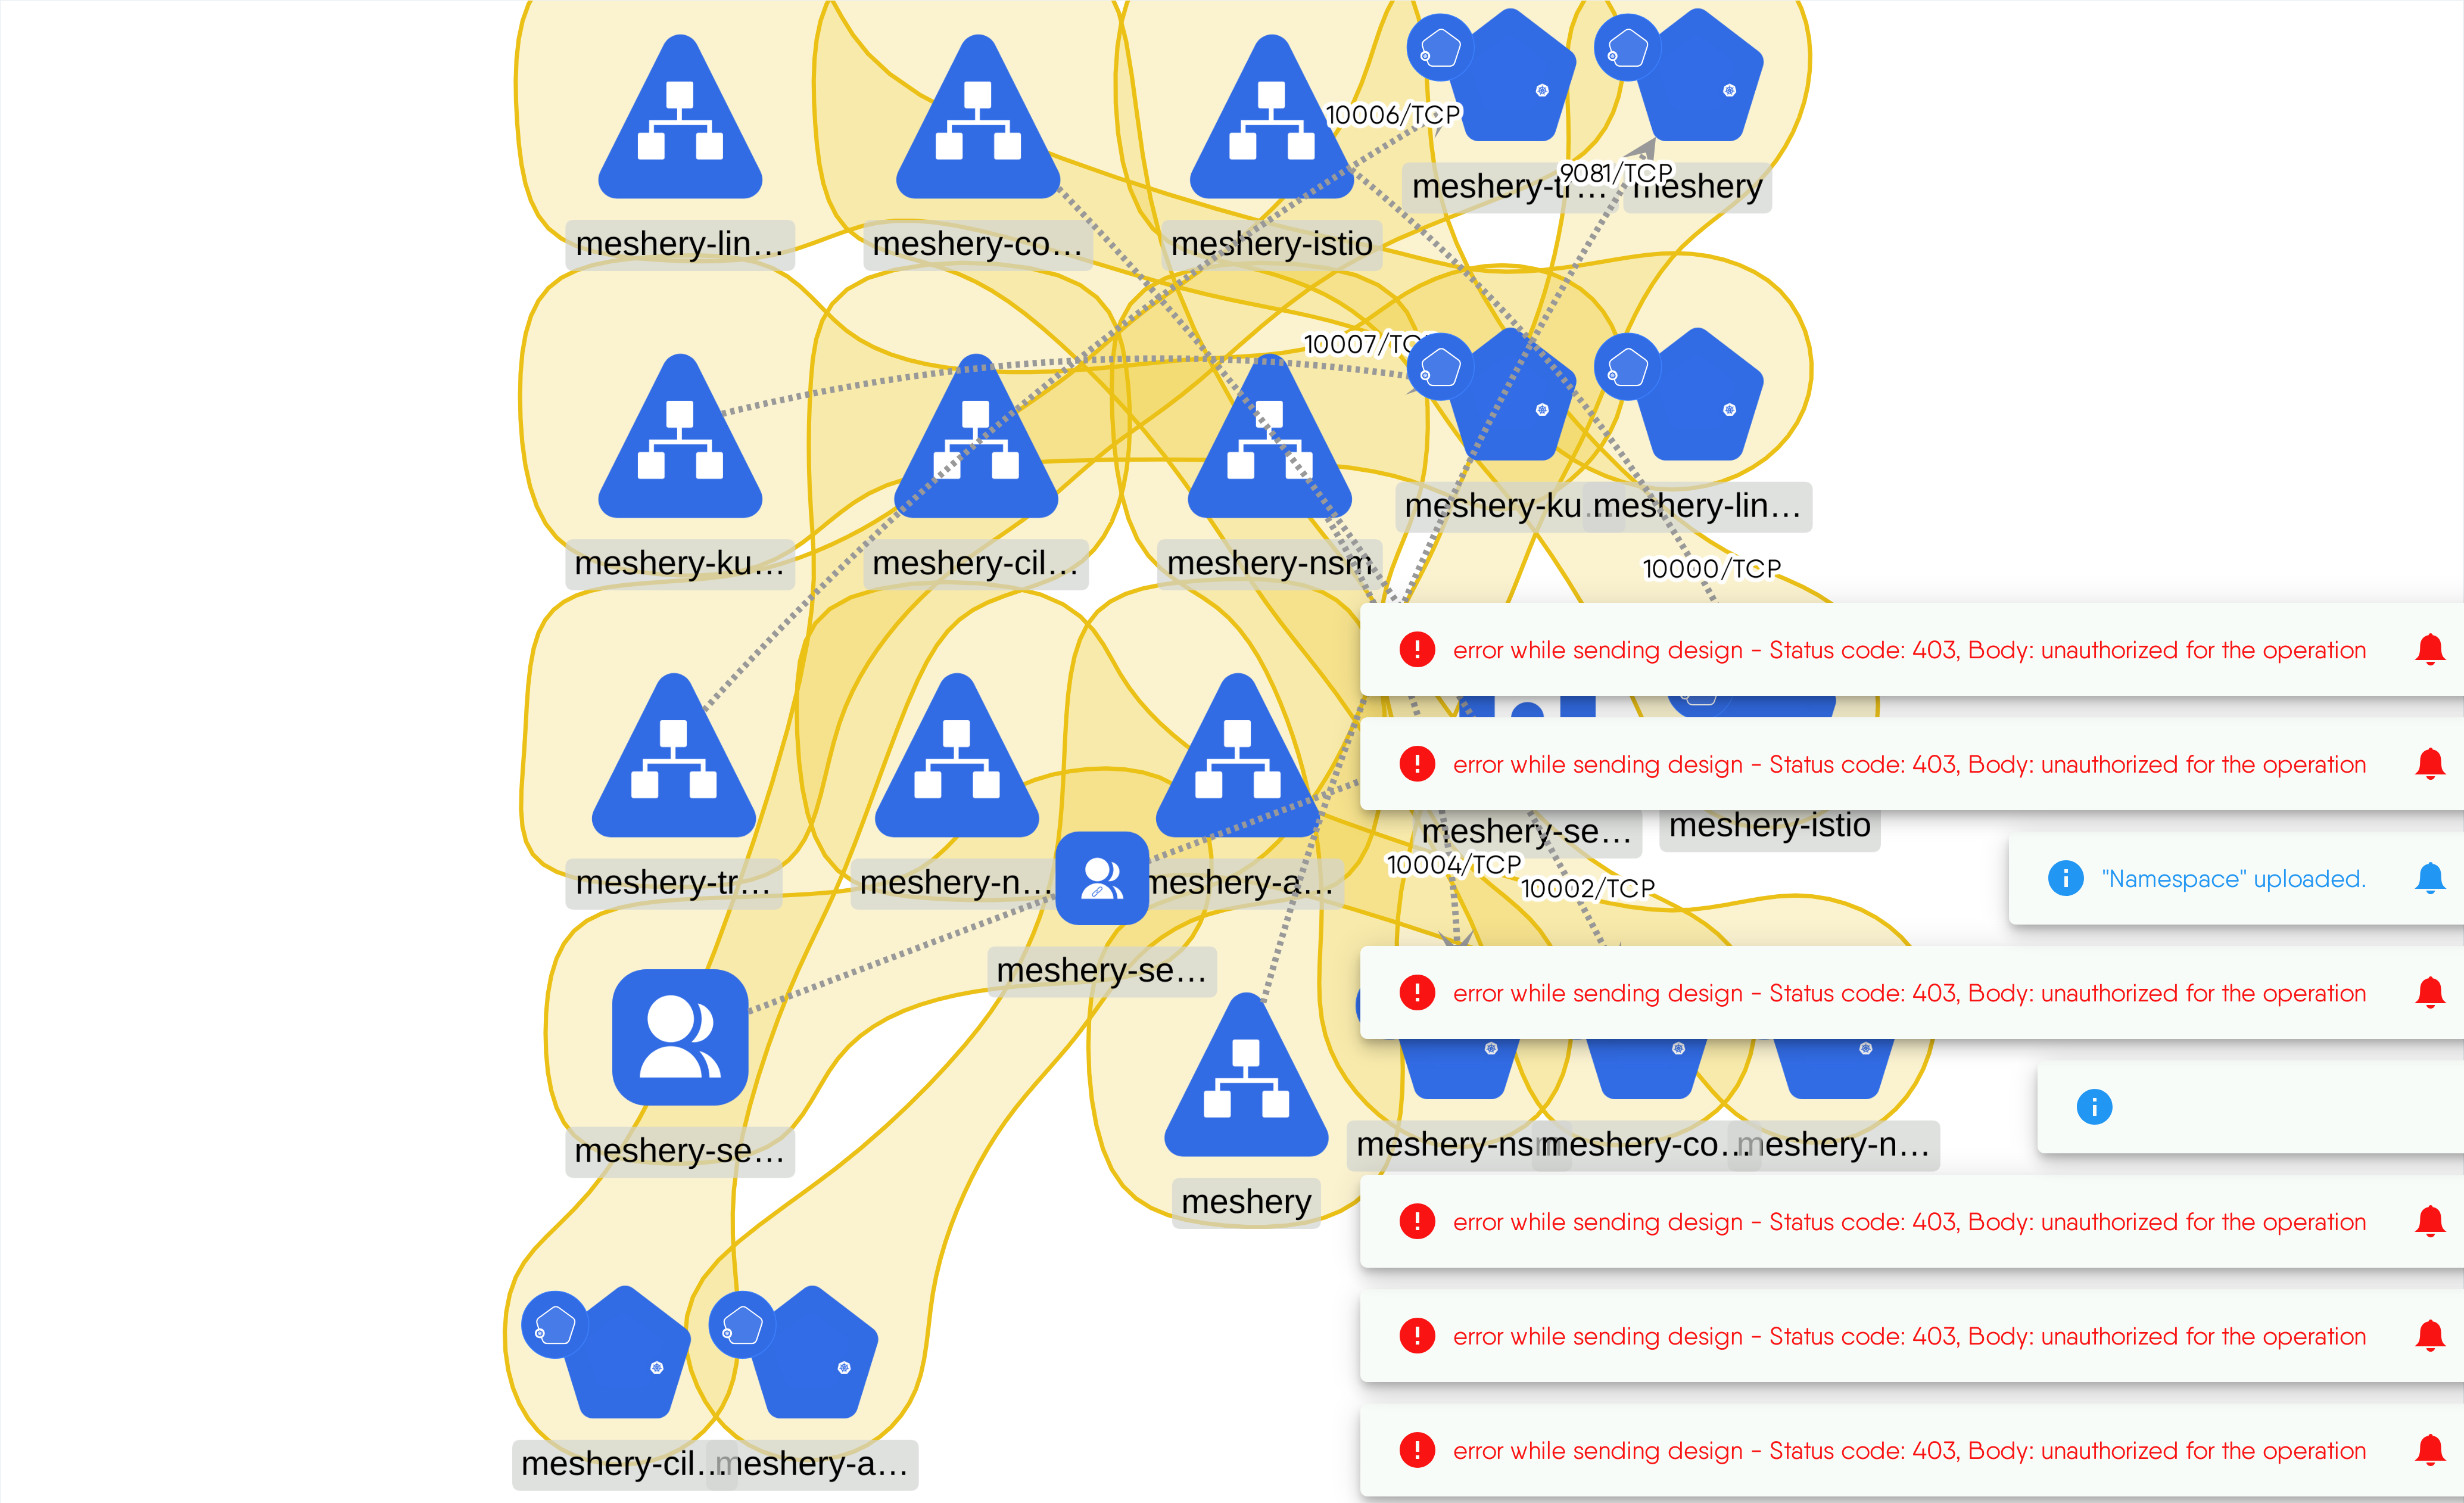 10006/TCP
9081/TCP
meshery-tr…
meshery
meshery-lin…
meshery-co…
meshery-istio
10007/TC
meshery-ku…
meshery-lin…
meshery-ku…
meshery-cil…
meshery-nsm
10000/TCP
error while sending design - Status code: 403, Body: unauthorized for the operation
error while sending design - Status code: 403, Body: unauthorized for the operation
meshery-se…
meshery-istio
10004/TCP
10002/TCP
meshery-tr…
meshery-n…
meshery-a…
"Namespace" uploaded.
meshery-se…
error while sending design - Status code: 403, Body: unauthorized for the operation
meshery-se…
meshery-nsm
meshery-co…
meshery-n…
meshery
error while sending design - Status code: 403, Body: unauthorized for the operation
error while sending design - Status code: 403, Body: unauthorized for the operation
error while sending design - Status code: 403, Body: unauthorized for the operation
meshery-cil…
meshery-a…